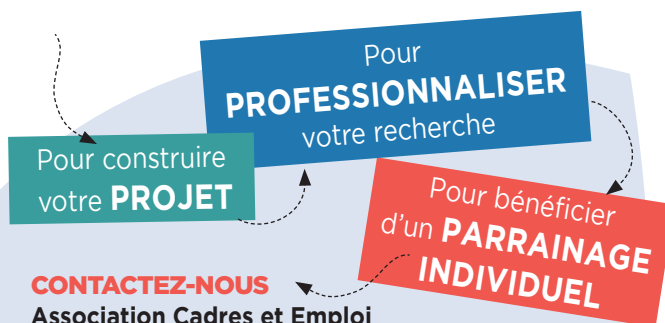 Pour construire
votre PROJET
Pour
PROFESSIONNALISER
votre recherche
Pour bénéficier
d'un PARRAINAGE
INDIVIDUEL
CONTACTEZ-NOUS
Association Cadres et Emploi